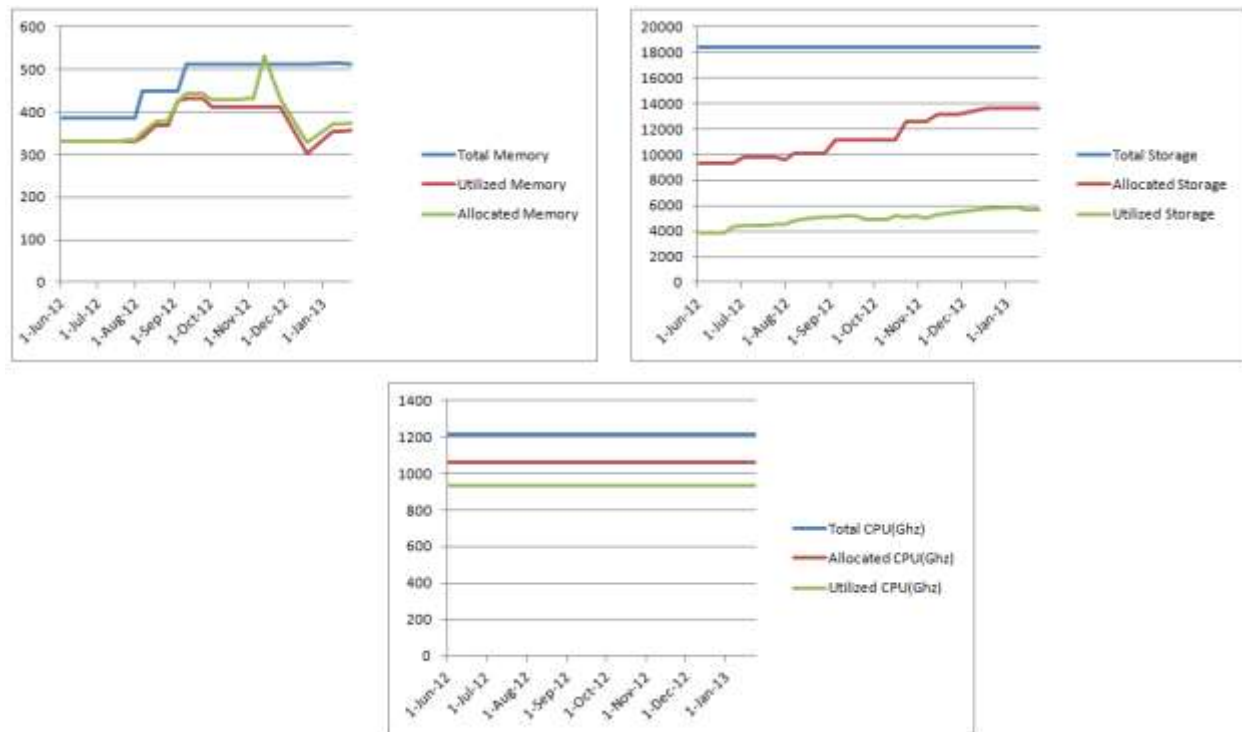 600
500
400
300
200
100
0
1-Jun-12
1-Jul-12
1-Aug-12
1-Sep-12
1-Oct-12
1-Nov-12
1-Dec-12
1-Jan-13
Total Memory
Utilized Memory
Allocated Memory
20000
18000
16000
14000
12000
10000
8000
6000
4000
2000
0
1-Jun-12
1-Jul-12
1-Aug-12
1-Sep-12
1-Oct-12
1-Nov-12
1-Dec-12
1-Jan-13
Total Storage
Allocated Storage
Utilized Storage
1400
1200
1000
800
600
400
200
0
1-Jun-12
1-Jul-12
1-Aug-12
1-Sep-12
1-Oct-12
1-Nov-12
1-Dec-12
1-Jan-13
Total CPU(Ghz)
Allocated CPU(Ghz)
Utilized CPU(Ghz)